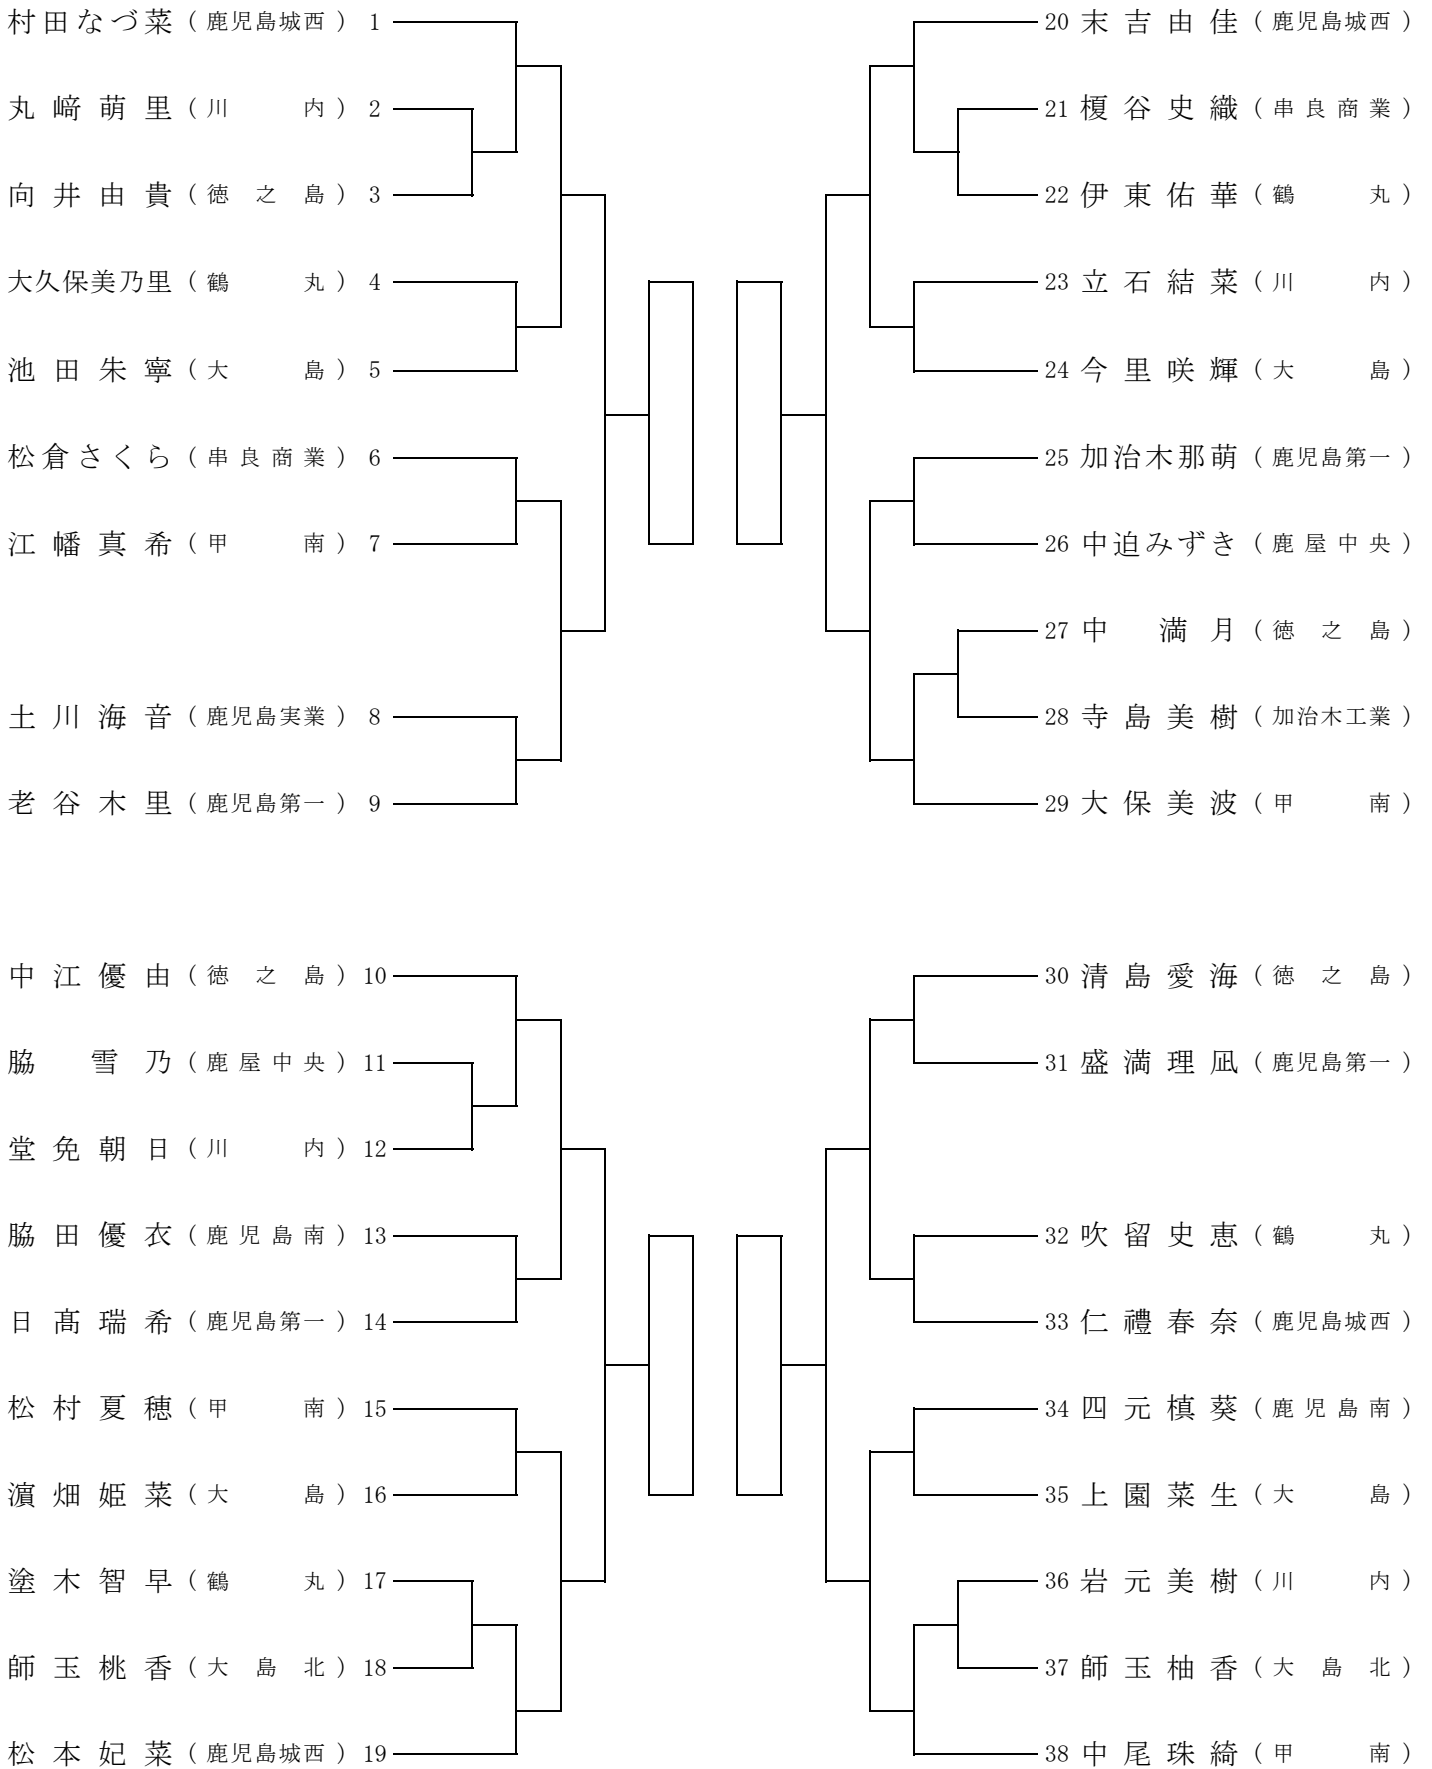 村田なづ菜（鹿児島城西） 1
丸﨑萌里（川内） 2
向井由貴（徳之島） 3
大久保美乃里（鶴丸） 4
池田朱寧（大島） 5
松倉さくら（串良商業） 6
江幡真希（甲南） 7
土川海音（鹿児島実業） 8
老谷木里（鹿児島第一） 9
中江優由（徳之島） 10
脇雪乃（鹿屋中央） 11
堂免朝日（川内） 12
脇田優衣（鹿児島南） 13
日髙瑞希（鹿児島第一） 14
松村夏穂（甲南） 15
濵畑姫菜（大島） 16
塗木智早（鶴丸） 17
師玉桃香（大島北） 18
松本妃菜（鹿児島城西） 19
20 末吉由佳（鹿児島城西）
21 榎谷史織（串良商業）
22 伊東佑華（鶴丸）
23 立石結菜（川内）
24 今里咲輝（大島）
25 加治木那萌（鹿児島第一）
26 中迫みずき（鹿屋中央）
27 中満月（徳之島）
28 寺島美樹（加治木工業）
29 大保美波（甲南）
30 清島愛海（徳之島）
31 盛満理凪（鹿児島第一）
32 吹留史恵（鶴丸）
33 仁禮春奈（鹿児島城西）
34 四元槙葵（鹿児島南）
35 上園菜生（大島）
36 岩元美樹（川内）
37 師玉柚香（大島北）
38 中尾珠綺（甲南）